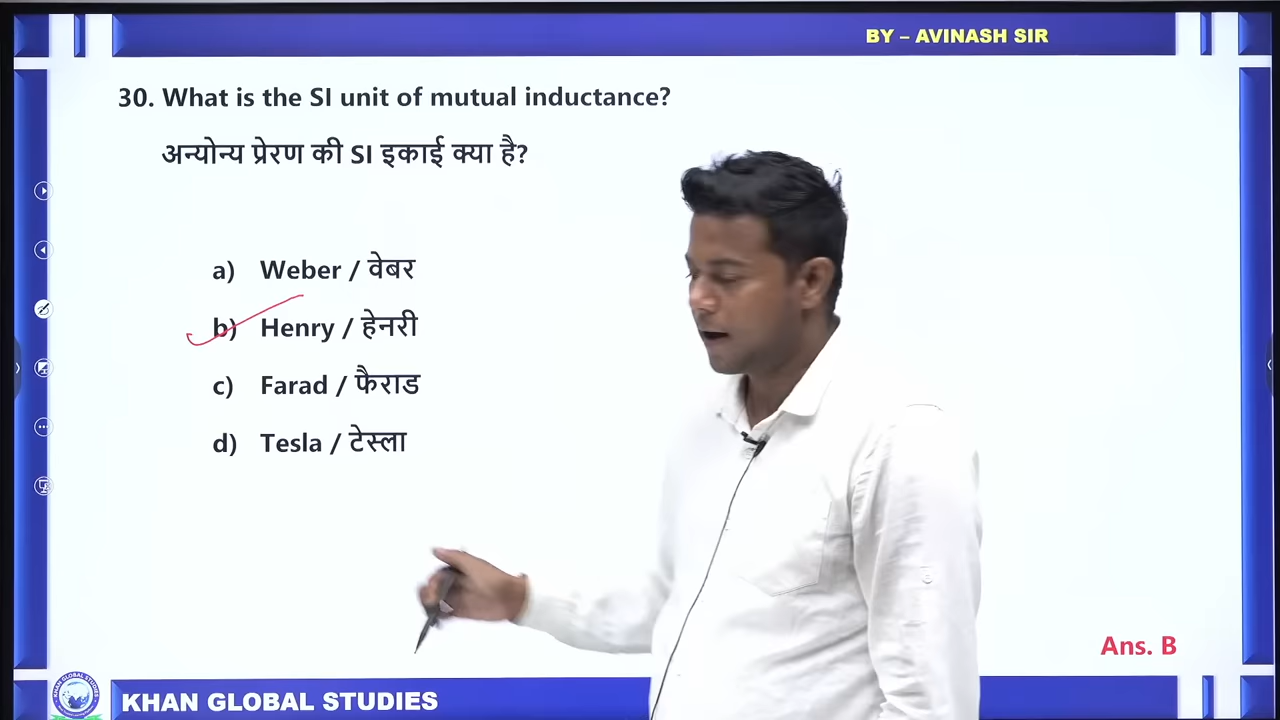 BY – AVINASH SIR
30. What is the SI unit of mutual inductance?
अन्योन्य प्रेरण की SI इकाई क्या है?
a) Weber / वेबर
b) Henry / हेनरी
c) Farad / फैराड
d) Tesla / टेस्ला
Ans. B
KHAN GLOBAL STUDIES